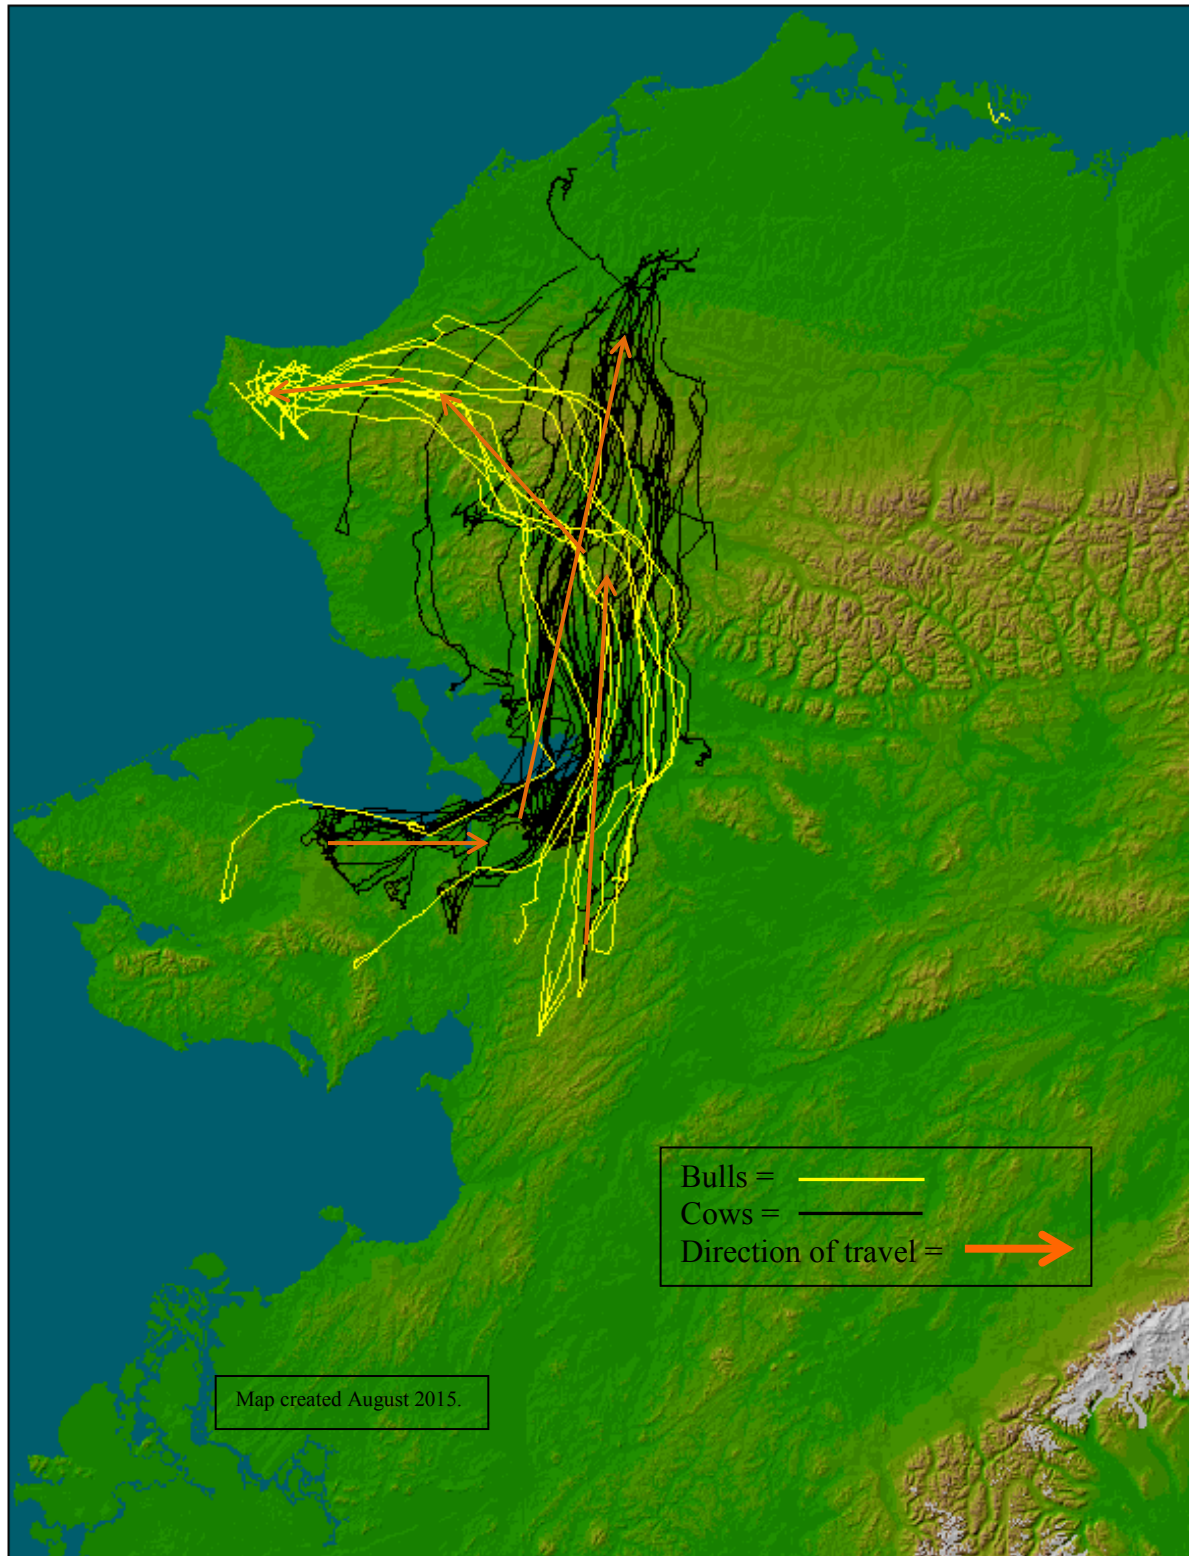 Bulls =
Cows =
Direction of travel =
Map created August 2015.